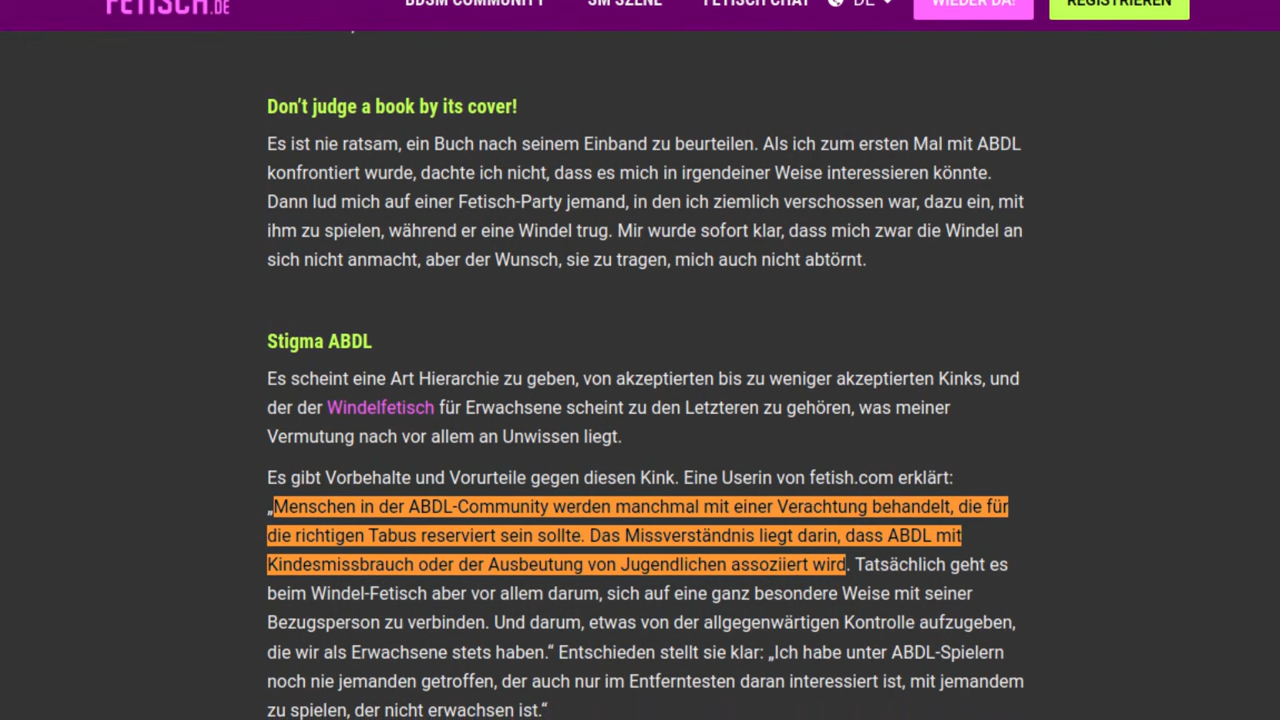 FETISCH.DE BDSM COMMUNITY SM SZENE FETISCH CHAT DE WIEDER DA! REGISTRIEREN
Don’t judge a book by its cover!
Es ist nie ratsam, ein Buch nach seinem Einband zu beurteilen. Als ich zum ersten Mal mit ABDL
konfrontiert wurde, dachte ich nicht, dass es mich in irgendeiner Weise interessieren könnte.
Dann lud mich auf einer Fetisch-Party jemand, in den ich ziemlich verschossen war, dazu ein, mit
ihm zu spielen, während er eine Windel trug. Mir wurde sofort klar, dass mich zwar die Windel an
sich nicht anmacht, aber der Wunsch, sie zu tragen, mich auch nicht abtörnt.
Stigma ABDL
Es scheint eine Art Hierarchie zu geben, von akzeptierten bis zu weniger akzeptierten Kinks, und
der der Windelfetisch für Erwachsene scheint zu den Letzteren zu gehören, was meiner
Vermutung nach vor allem an Unwissen liegt.
Es gibt Vorbehalte und Vorurteile gegen diesen Kink. Eine Userin von fetish.com erklärt:
„Menschen in der ABDL-Community werden manchmal mit einer Verachtung behandelt, die für
die richtigen Tabus reserviert sein sollte. Das Missverständnis liegt darin, dass ABDL mit
Kindesmissbrauch oder der Ausbeutung von Jugendlichen assoziiert wird. Tatsächlich geht es
beim Windel-Fetisch aber vor allem darum, sich auf eine ganz besondere Weise mit seiner
Bezugsperson zu verbinden. Und darum, etwas von der allgegenwärtigen Kontrolle aufzugeben,
die wir als Erwachsene stets haben.“ Entschieden stellt sie klar: „Ich habe unter ABDL-Spielern
noch nie jemanden getroffen, der auch nur im Entferntesten daran interessiert ist, mit jemandem
zu spielen, der nicht erwachsen ist.“